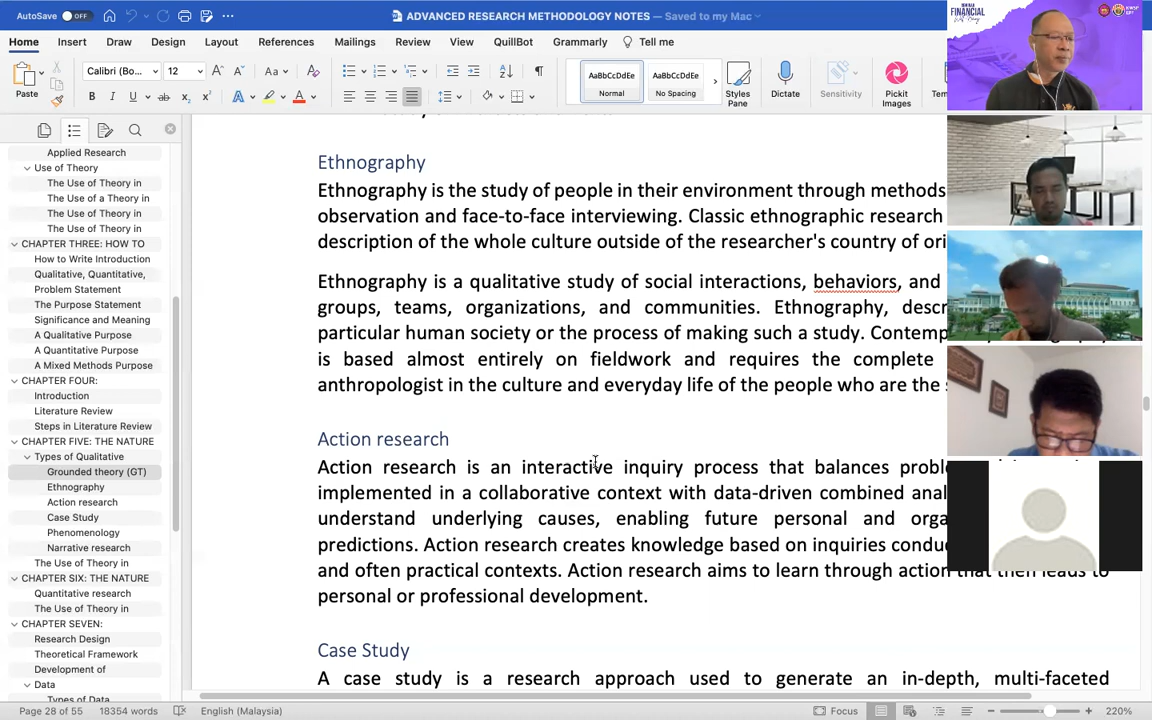 AutoSave OFF ADVANCED RESEARCH METHODOLOGY NOTES — Saved to my Mac
Home Insert Draw Design Layout References Mailings Review View QuillBot Grammarly Tell me
Calibri (Bo... 12 Aa
AaBbCcDdEe AaBbCcDdEe
Paste B I U ab x₂ x² A A Normal No Spacing Styles Pane Dictate Sensitivity Pickit Images
FINANCIAL
Applied Research
Use of Theory
The Use of Theory in
The Use of a Theory in
The Use of Theory in
The Use of Theory in
CHAPTER THREE: HOW TO
How to Write Introduction
Qualitative, Quantitative,
Problem Statement
The Purpose Statement
Significance and Meaning
A Qualitative Purpose
A Quantitative Purpose
A Mixed Methods Purpose
CHAPTER FOUR:
Introduction
Literature Review
Steps in Literature Review
CHAPTER FIVE: THE NATURE
Types of Qualitative
Grounded theory (GT)
Ethnography
Action research
Case Study
Phenomenology
Narrative research
The Use of Theory in
CHAPTER SIX: THE NATURE
Quantitative research
The Use of Theory in
CHAPTER SEVEN:
Research Design
Theoretical Framework
Development of
Data
Types of Data
Ethnography
Ethnography is the study of people in their environment through methods
observation and face-to-face interviewing. Classic ethnographic research
description of the whole culture outside of the researcher's country of ori
Ethnography is a qualitative study of social interactions, behaviors, and
groups, teams, organizations, and communities. Ethnography, descr
particular human society or the process of making such a study. Contemp
is based almost entirely on fieldwork and requires the complete
anthropologist in the culture and everyday life of the people who are the
Action research
Action research is an interactive inquiry process that balances proble
implemented in a collaborative context with data-driven combined anal
understand underlying causes, enabling future personal and orga
predictions. Action research creates knowledge based on inquiries condu
and often practical contexts. Action research aims to learn through action that then leads to
personal or professional development.
Case Study
A case study is a research approach used to generate an in-depth, multi-faceted
Page 28 of 55 18354 words English (Malaysia) Focus 220%